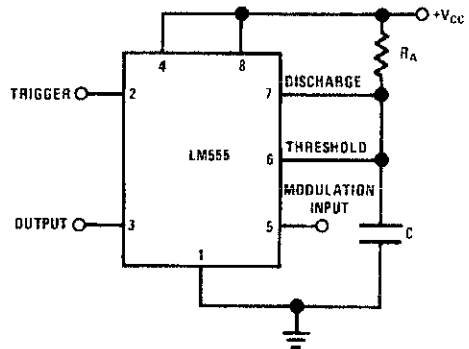 +VCC
RA
4
8
DISCHARGE
7
TRIGGER
2
LM555
THRESHOLD
6
MODULATION
INPUT
OUTPUT
3
5
C
1